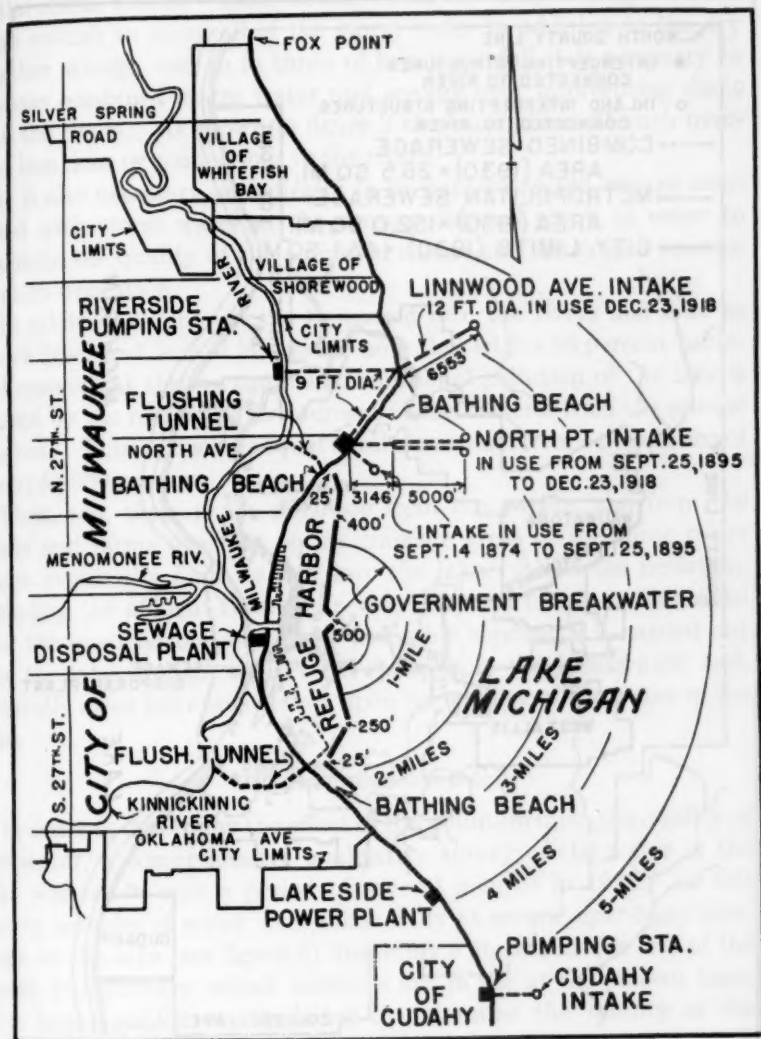 FOX POINT
SILVER SPRING
ROAD
VILLAGE
OF
WHITEFISH
BAY
CITY
LIMITS
RIVER
VILLAGE OF
SHOREWOOD
LINNWOOD AVE. INTAKE
12 FT. DIA. IN USE DEC.23,1918
RIVERSIDE
PUMPING STA.
CITY
LIMITS
6553'
9 FT. DIA.
BATHING BEACH
FLUSHING
TUNNEL
NORTH AVE.
NORTH PT. INTAKE
IN USE FROM SEPT.25,1895
TO DEC.23,1918
N. 27TH. ST.
MILWAUKEE
BATHING BEACH
25'
3146
5000
400'
INTAKE IN USE FROM
SEPT.14 1874 TO SEPT.25,1895
MILWAUKEE
HARBOR
MENOMONEE RIV.
GOVERNMENT BREAKWATER
SEWAGE
DISPOSAL PLANT
500'
1-MILE
REFUGE
LAKE
MICHIGAN
S. 27TH. ST.
CITY OF
250'
FLUSH. TUNNEL
25'
2-MILES
3-MILES
BATHING BEACH
KINNICKINNIC
RIVER
OKLAHOMA AVE
CITY LIMITS
4 MILES
5-MILES
LAKESIDE
POWER PLANT
PUMPING STA.
CITY
OF
CUDAHY
CUDAHY
INTAKE